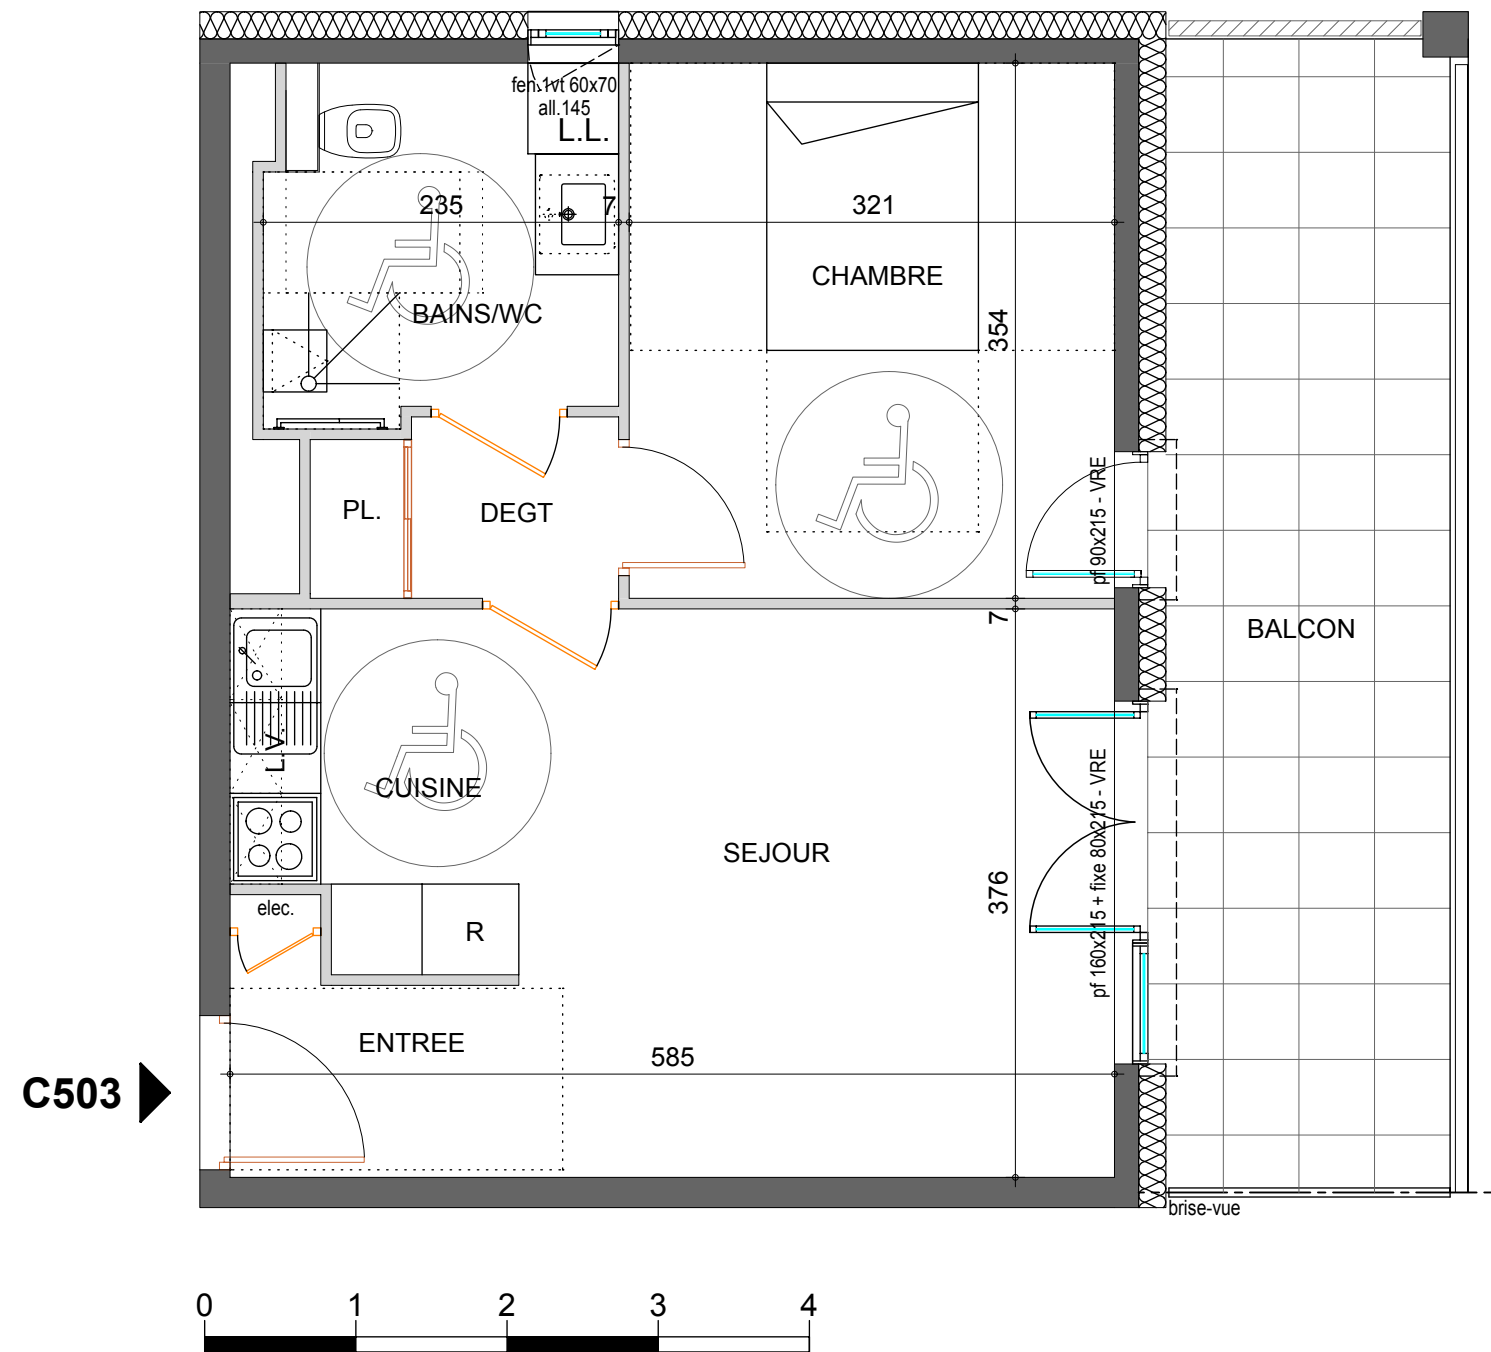 fen.1vt 60x70
all.145
L.L.
235
7
321
CHAMBRE
BAINS/WC
354
PL.
DEGT
pf 90x215 - VRE
7
BALCON
L.V.
CUISINE
SEJOUR
pf 160x215 + fixe 80x215 - VRE
376
elec.
R
ENTREE
585
C503
brise-vue
0 1 2 3 4